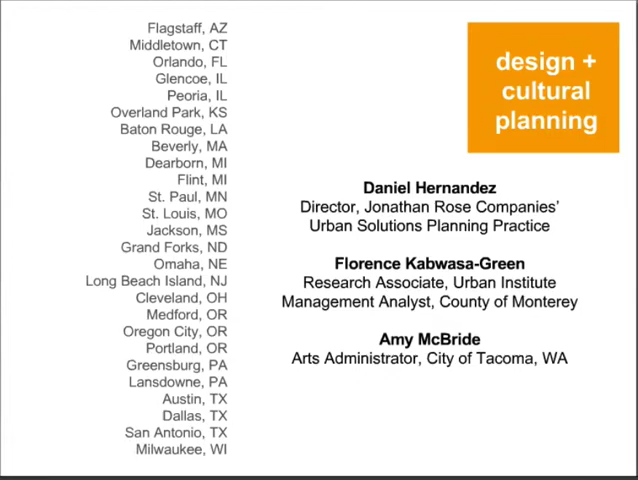 Flagstaff, AZ
Middletown, CT
Orlando, FL
Glencoe, IL
Peoria, IL
Overland Park, KS
Baton Rouge, LA
Beverly, MA
Dearborn, MI
Flint, MI
St. Paul, MN
St. Louis, MO
Jackson, MS
Grand Forks, ND
Omaha, NE
Long Beach Island, NJ
Cleveland, OH
Medford, OR
Oregon City, OR
Portland, OR
Greensburg, PA
Lansdowne, PA
Austin, TX
Dallas, TX
San Antonio, TX
Milwaukee, WI
design +
cultural
planning
Daniel Hernandez
Director, Jonathan Rose Companies’
Urban Solutions Planning Practice
Florence Kabwasa-Green
Research Associate, Urban Institute
Management Analyst, County of Monterey
Amy McBride
Arts Administrator, City of Tacoma, WA